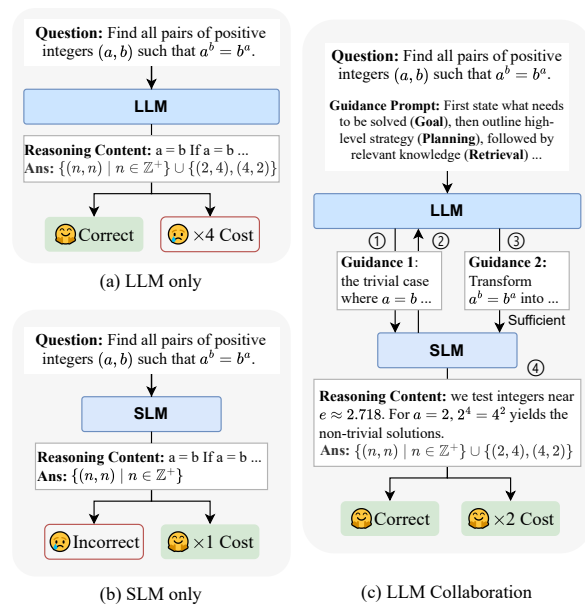 Question: Find all pairs of positive
integers (a, b) such that a^b = b^a.
LLM
Reasoning Content: a = b If a = b ...
Ans: {(n, n) | n ∈ ℤ⁺} ∪ {(2, 4), (4, 2)}
Correct
×4 Cost
(a) LLM only
Question: Find all pairs of positive
integers (a, b) such that a^b = b^a.
SLM
Reasoning Content: a = b If a = b ...
Ans: {(n, n) | n ∈ ℤ⁺}
Incorrect
×1 Cost
(b) SLM only
Question: Find all pairs of positive
integers (a, b) such that a^b = b^a.
Guidance Prompt: First state what needs
to be solved (Goal), then outline high-
level strategy (Planning), followed by
relevant knowledge (Retrieval) ...
LLM
① ② ③
Guidance 1:
the trivial case
where a = b ...
Guidance 2:
Transform
a^b = b^a into ...
Sufficient
SLM
④
Reasoning Content: we test integers near
e ≈ 2.718. For a = 2, 2^4 = 4^2 yields the
non-trivial solutions.
Ans: {(n, n) | n ∈ ℤ⁺} ∪ {(2, 4), (4, 2)}
Correct
×2 Cost
(c) LLM Collaboration